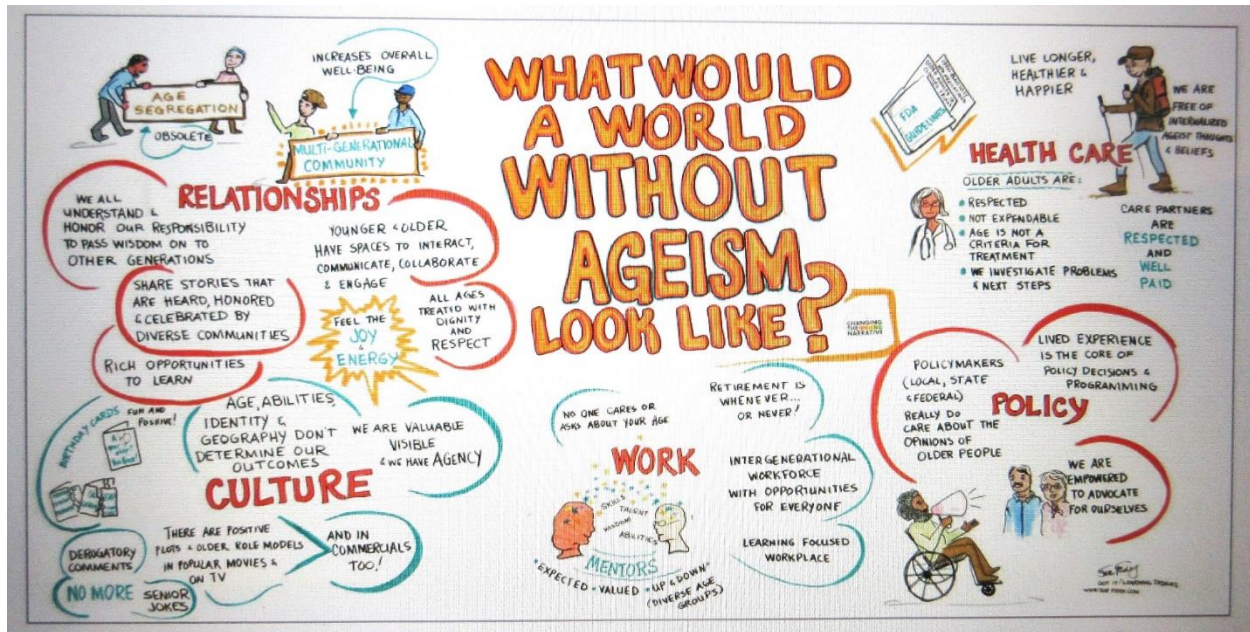 WHAT WOULD
A WORLD
WITHOUT
AGEISM
LOOK LIKE?
CHANGING
THE
NARRATIVE
AGE
SEGREGATION
OBSOLETE
INCREASES OVERALL
WELL-BEING
MULTI-GENERATIONAL
COMMUNITY
RELATIONSHIPS
WE ALL
UNDERSTAND &
HONOR OUR RESPONSIBILITY
TO PASS WISDOM ON TO
OTHER GENERATIONS
YOUNGER & OLDER
HAVE SPACES TO INTERACT,
COMMUNICATE, COLLABORATE
& ENGAGE
SHARE STORIES THAT
ARE HEARD, HONORED
& CELEBRATED BY
DIVERSE COMMUNITIES
FEEL THE
JOY
&
ENERGY
ALL AGES
TREATED WITH
DIGNITY
AND
RESPECT
RICH OPPORTUNITIES
TO LEARN
BIRTHDAY CARDS
FUN AND
POSITIVE!
AGE, ABILITIES,
IDENTITY &
GEOGRAPHY DON'T
DETERMINE OUR
OUTCOMES
WE ARE VALUABLE
VISIBLE
& WE HAVE AGENCY
CULTURE
DEROGATORY
COMMENTS
NO MORE
SENIOR
JOKES
THERE ARE POSITIVE
PLOTS & OLDER ROLE MODELS
IN POPULAR MOVIES &
ON TV
AND IN
COMMERCIALS
TOO!
NO ONE CARES OR
ASKS ABOUT YOUR AGE
RETIREMENT IS
WHENEVER...
OR NEVER!
WORK
SKILLS
TALENT
WISDOM
ABILITIES
MENTORS
• EXPECTED • VALUED • UP & DOWN"
(DIVERSE AGE
GROUPS)
INTERGENERATIONAL
WORKFORCE
WITH OPPORTUNITIES
FOR EVERYONE
LEARNING FOCUSED
WORKPLACE
FDA
GUIDELINES
LIVE LONGER,
HEALTHIER &
HAPPIER
WE ARE
FREE OF
INTERNALIZED
AGEIST THOUGHTS
& BELIEFS
HEALTH CARE
OLDER ADULTS ARE:
• RESPECTED
• NOT EXPENDABLE
• AGE IS NOT A
CRITERIA FOR
TREATMENT
• WE INVESTIGATE PROBLEMS
& NEXT STEPS
CARE PARTNERS
ARE
RESPECTED
AND
WELL
PAID
POLICYMAKERS
(LOCAL, STATE
& FEDERAL)
REALLY DO
CARE ABOUT THE
OPINIONS OF
OLDER PEOPLE
LIVED EXPERIENCE
IS THE CORE OF
POLICY DECISIONS &
PROGRAMMING
POLICY
WE ARE
EMPOWERED
TO ADVOCATE
FOR OURSELVES